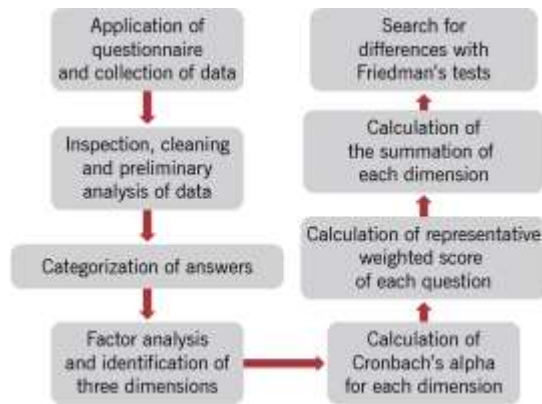 Application of
questionnaire
and collection of data
Inspection, cleaning
and preliminary
analysis of data
Categorization of answers
Factor analysis
and identification of
three dimensions
Calculation of
Cronbach's alpha
for each dimension
Calculation of representative
weighted score
of each question
Calculation of
the summation of
each dimension
Search for
differences with
Friedman's tests